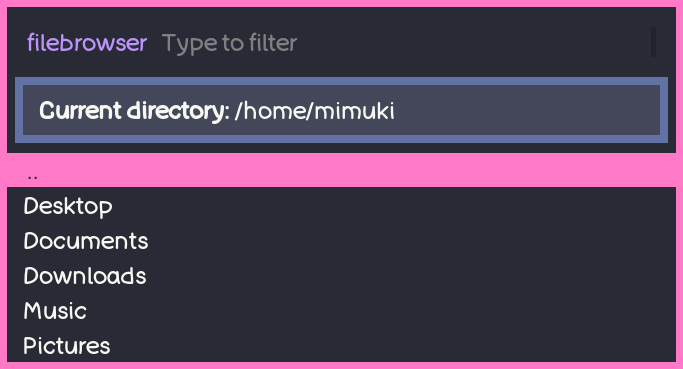 filebrowser Type to filter
Current directory: /home/mimuki
..
Desktop
Documents
Downloads
Music
Pictures